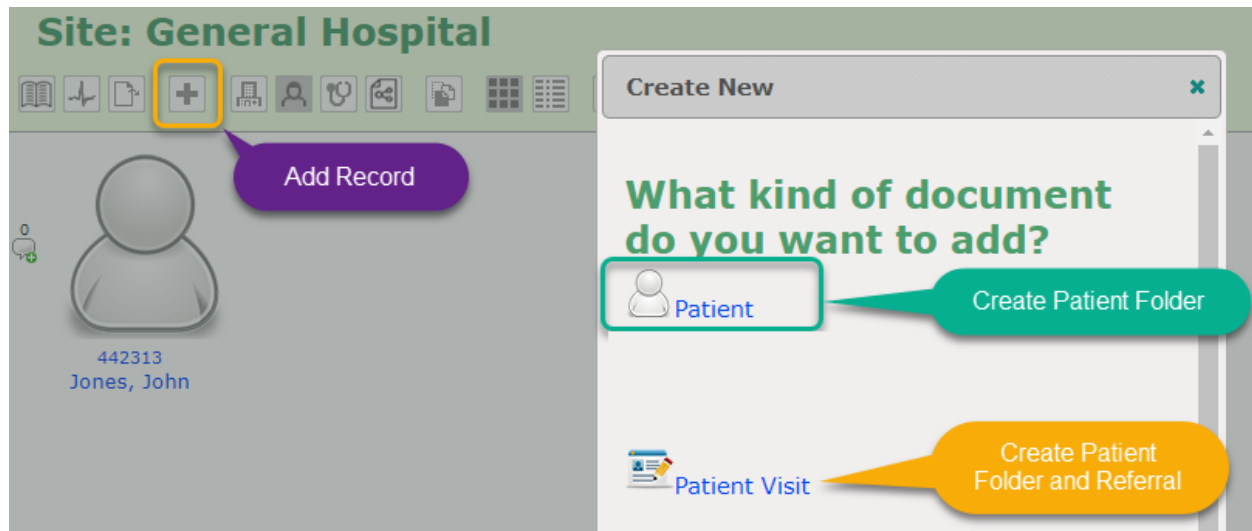 Site: General Hospital
Create New
Add Record
What kind of document
do you want to add?
0
Patient
Create Patient Folder
442313
Jones, John
Patient Visit
Create Patient
Folder and Referral